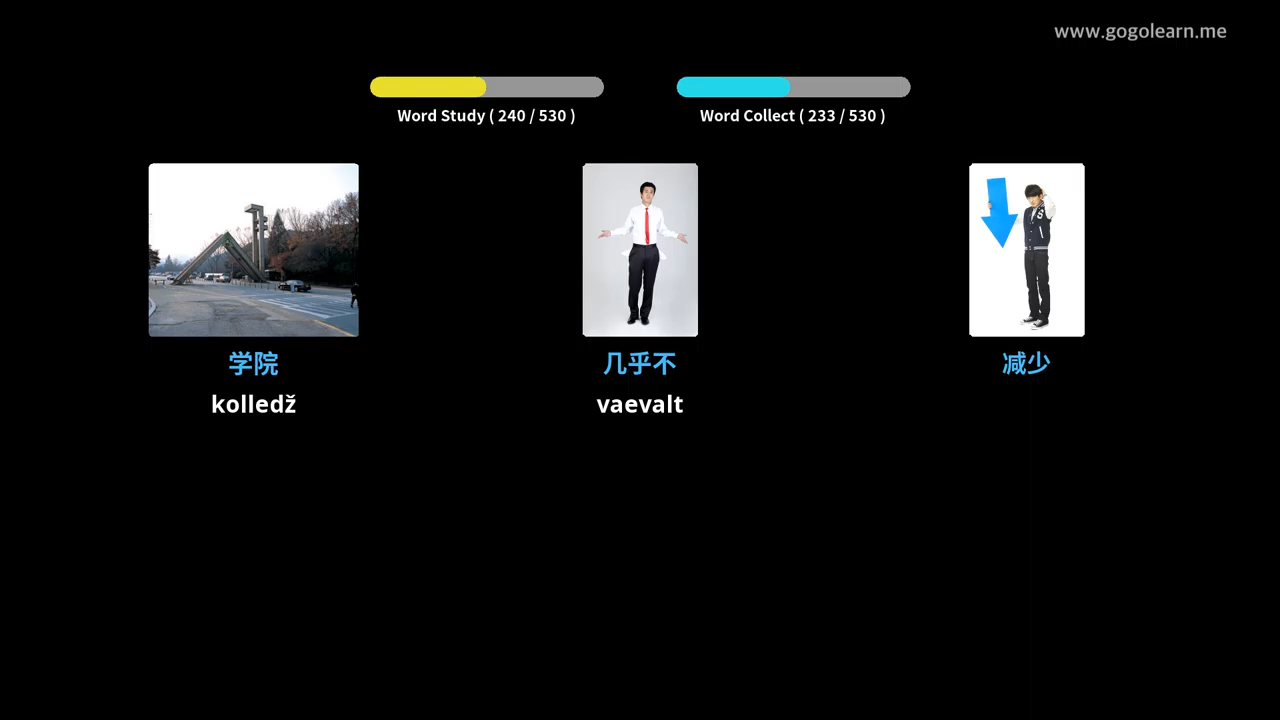 www.gogolearn.me
Word Study ( 240 / 530 )
Word Collect ( 233 / 530 )
学院
几乎不
减少
kolledž
vaevalt